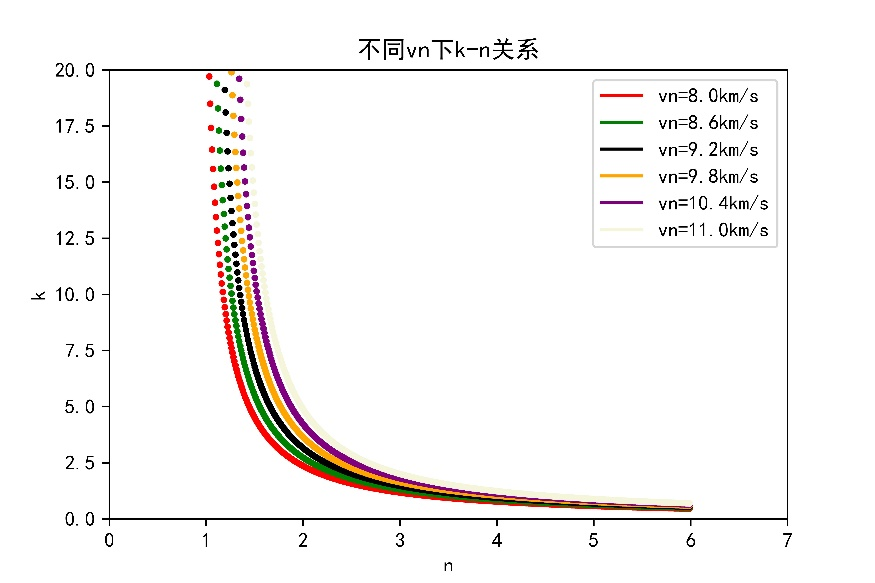 不同vn下k-n关系
20.0
17.5
15.0
12.5
10.0
7.5
5.0
2.5
0.0
k
vn=8.0km/s
vn=8.6km/s
vn=9.2km/s
vn=9.8km/s
vn=10.4km/s
vn=11.0km/s
0 1 2 3 4 5 6 7
n